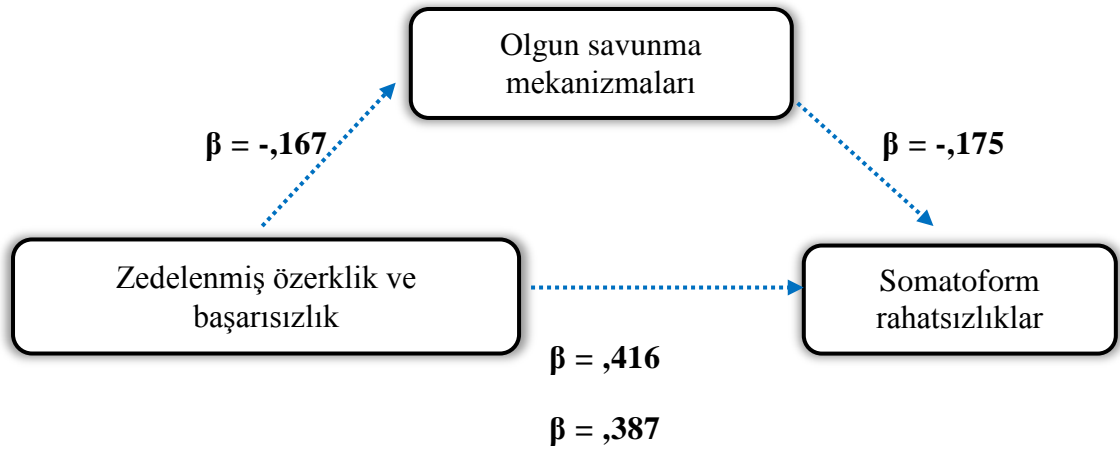 Olgun savunma
mekanizmaları
β = -,167
β = -,175
Zedelenmiş özerklik ve
başarısızlık
Somatoform
rahatsızlıklar
β = ,416
β = ,387